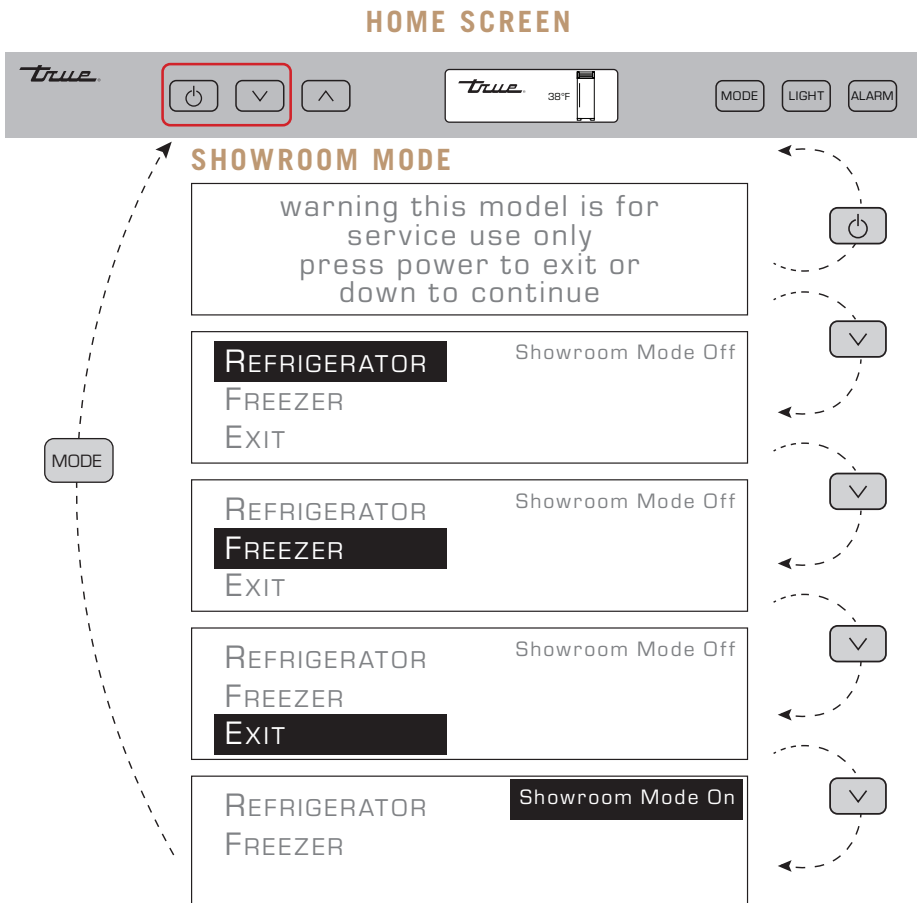 HOME SCREEN
true.
true. 38°F
MODE LIGHT ALARM
SHOWROOM MODE
warning this model is for
service use only
press power to exit or
down to continue
REFRIGERATOR Showroom Mode Off
FREEZER
EXIT
MODE
REFRIGERATOR Showroom Mode Off
FREEZER
EXIT
REFRIGERATOR Showroom Mode Off
FREEZER
EXIT
REFRIGERATOR Showroom Mode On
FREEZER